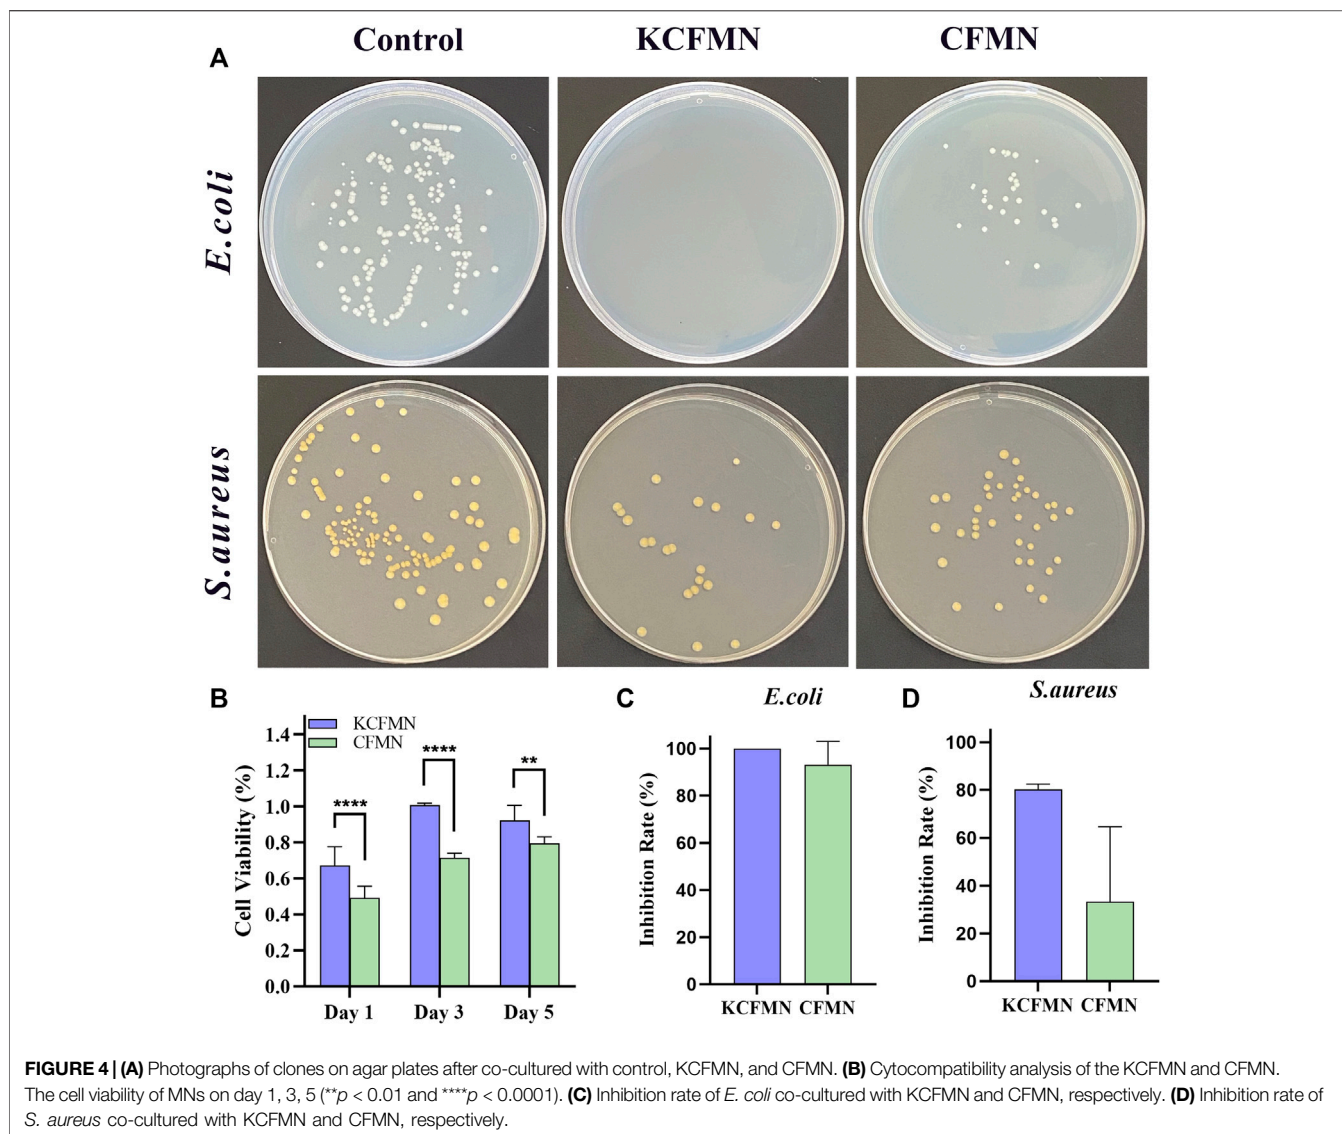 Control KCFMN CFMN
A
E.coli
S.aureus
B
KCFMN
CFMN
Cell Viability (%)
1.4
1.2
1.0
0.8
0.6
0.4
0.2
0.0
**** **** **
Day 1 Day 3 Day 5
C E.coli
Inhibition Rate (%)
100
80
60
40
20
0
KCFMN CFMN
D S.aureus
Inhibition Rate (%)
100
80
60
40
20
0
KCFMN CFMN
FIGURE 4 | (A) Photographs of clones on agar plates after co-cultured with control, KCFMN, and CFMN. (B) Cytocompatibility analysis of the KCFMN and CFMN.
The cell viability of MNs on day 1, 3, 5 (**p < 0.01 and ****p < 0.0001). (C) Inhibition rate of E. coli co-cultured with KCFMN and CFMN, respectively. (D) Inhibition rate of
S. aureus co-cultured with KCFMN and CFMN, respectively.